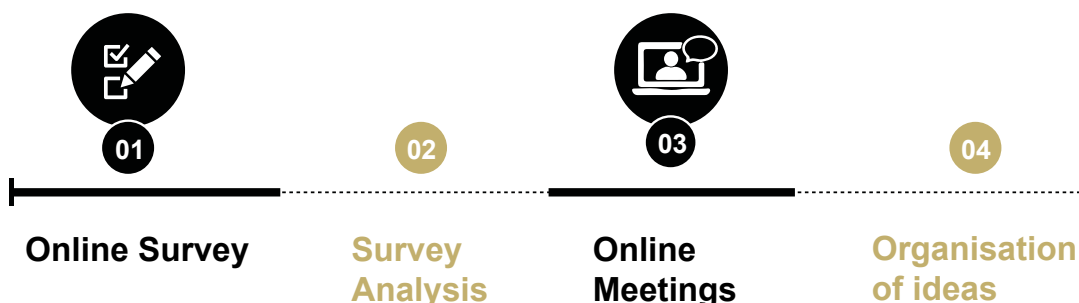 01
02
03
04
Online Survey
Survey
Analysis
Online
Meetings
Organisation
of ideas